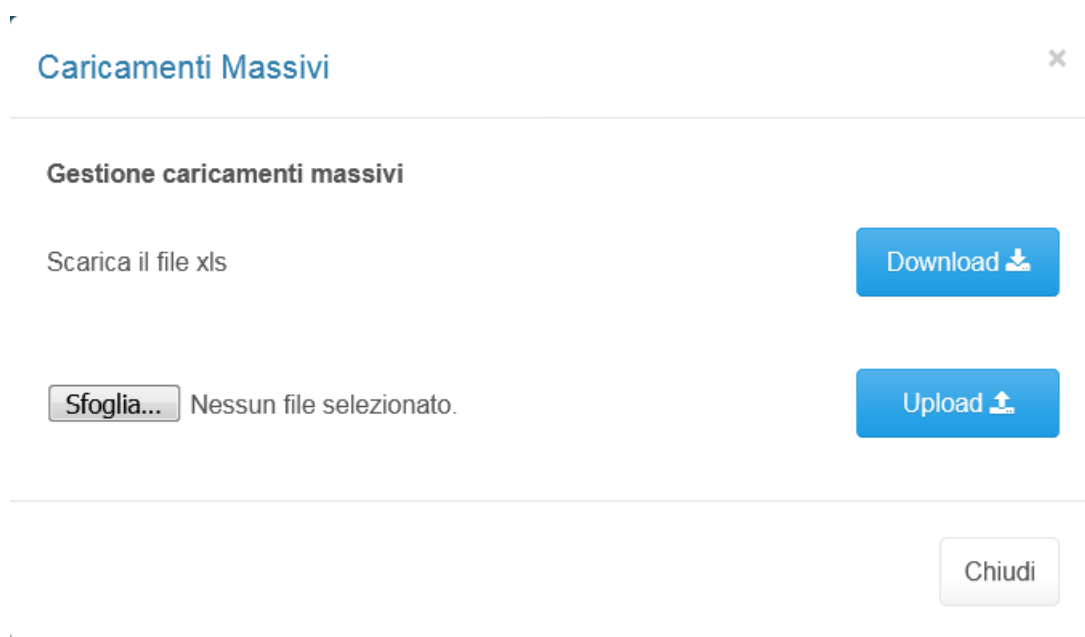 Caricamenti Massivi
×
Gestione caricamenti massivi
Scarica il file xls
Download
Sfoglia... Nessun file selezionato.
Upload
Chiudi